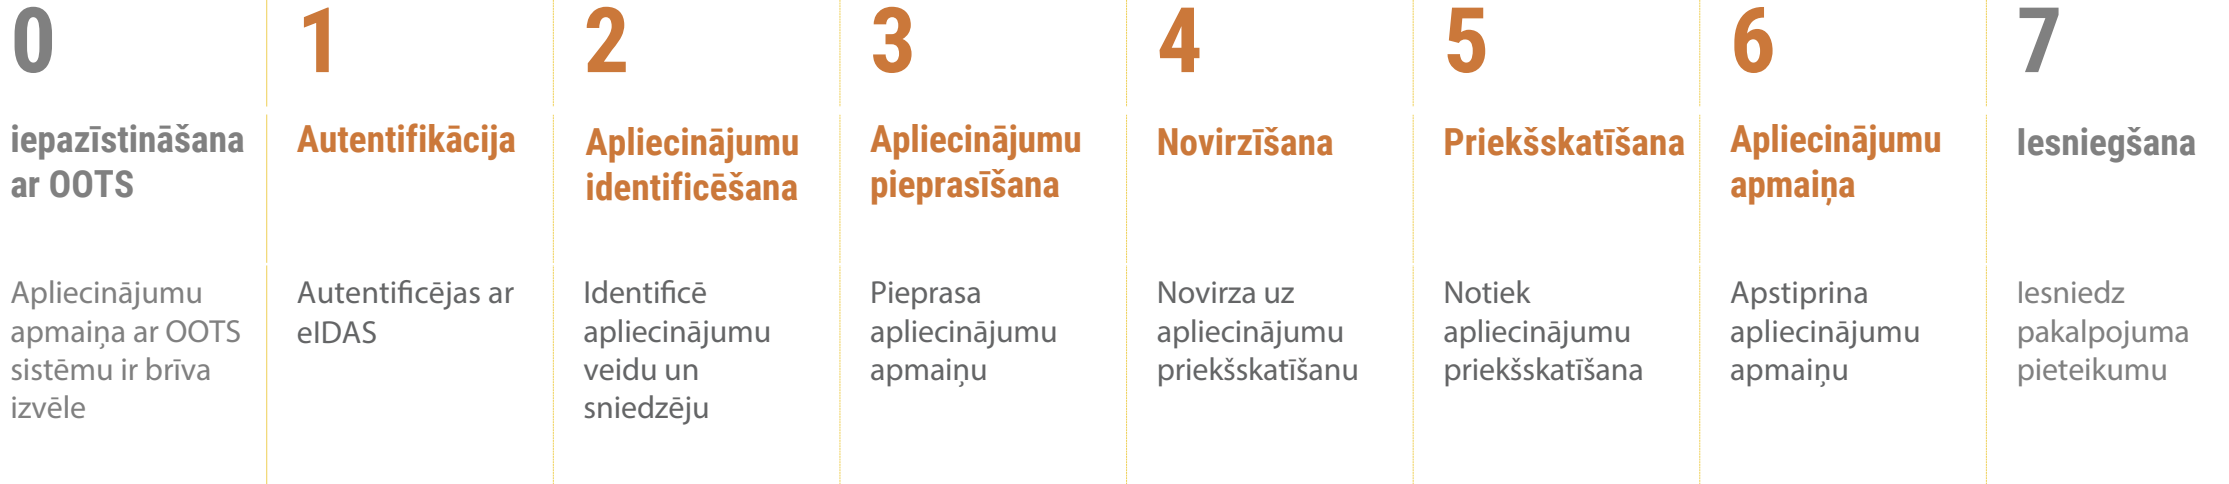 0
iepazīstināšana
ar OOTS
Apliecinājumu
apmaiņa ar OOTS
sistēmu ir brīva
izvēle
1
Autentifikācija
Autentificējas ar
eIDAS
2
Apliecinājumu
identificēšana
Identificē
apliecinājumu
veidu un
sniedzēju
3
Apliecinājumu
pieprasīšana
Pieprasa
apliecinājumu
apmaiņu
4
Novirzīšana
Novirza uz
apliecinājumu
priekšskatīšanu
5
Priekšskatīšana
Notiek
apliecinājumu
priekšskatīšana
6
Apliecinājumu
apmaiņa
Apstiprina
apliecinājumu
apmaiņu
7
Iesniegšana
Iesniedz
pakalpojuma
pieteikumu